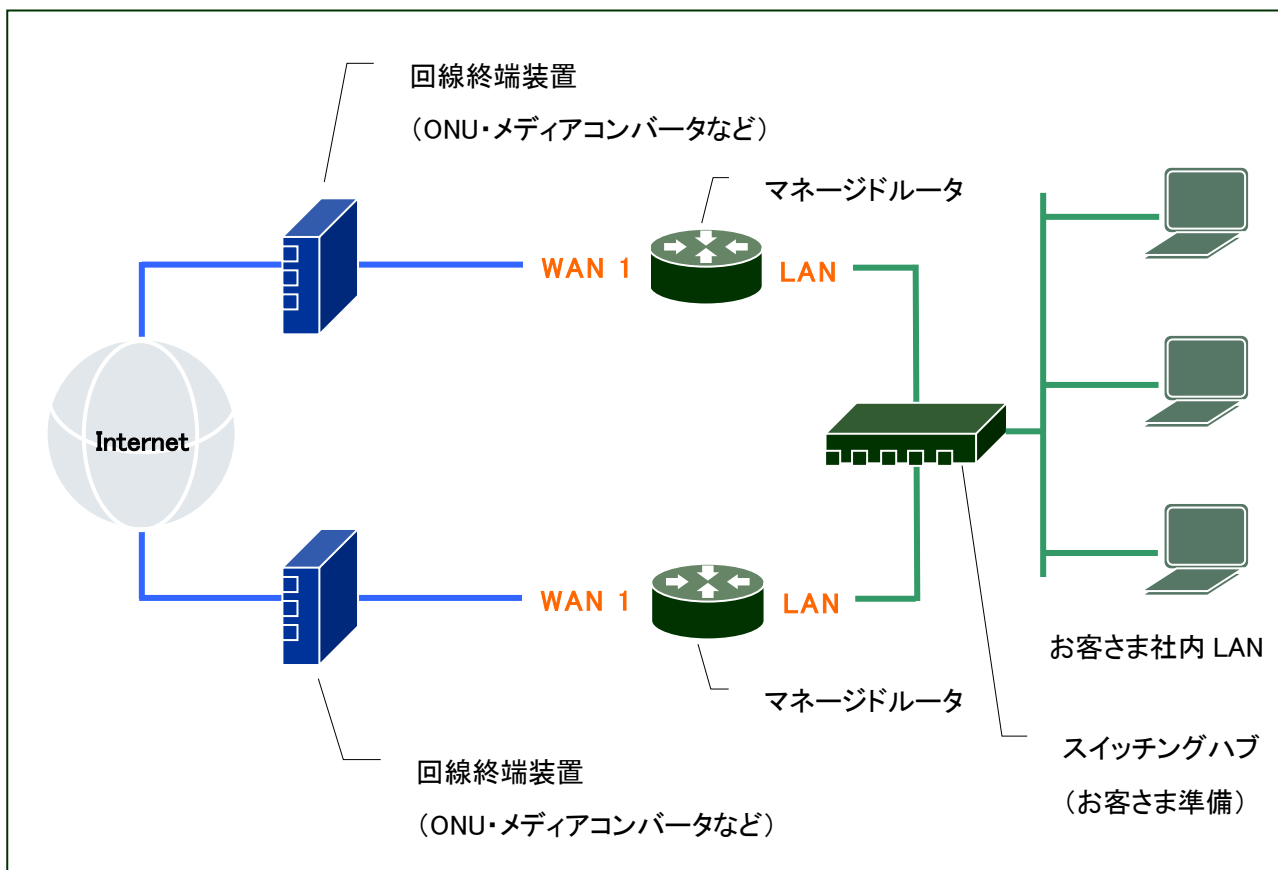 回線終端装置
（ONU・メディアコンバータなど）
マネージドルータ
WAN 1
LAN
Internet
WAN 1
LAN
お客さま社内 LAN
マネージドルータ
スイッチングハブ
（お客さま準備）
回線終端装置
（ONU・メディアコンバータなど）